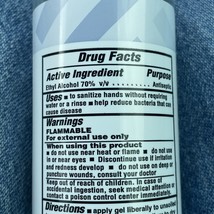 Drug Facts
Active Ingredient Purpose
Ethyl Alcohol 70% v/v ............ Antiseptic
Uses ■ to sanitize hands without requiring
water or a rinse ■ help reduce bacteria that can
cause disease
Warnings
FLAMMABLE
For external use only
When using this product
■ do not use near heat or flame ■ do not use
in or near eyes ■ Discontinue use if irritation
and redness develop ■ do not use on deep or
puncture wounds, consult your doctor
Keep out of reach of children. In case of
accidental ingestion, seek medical attention or
contact a poison control center immediately
Directions ■ apply gel liberally to